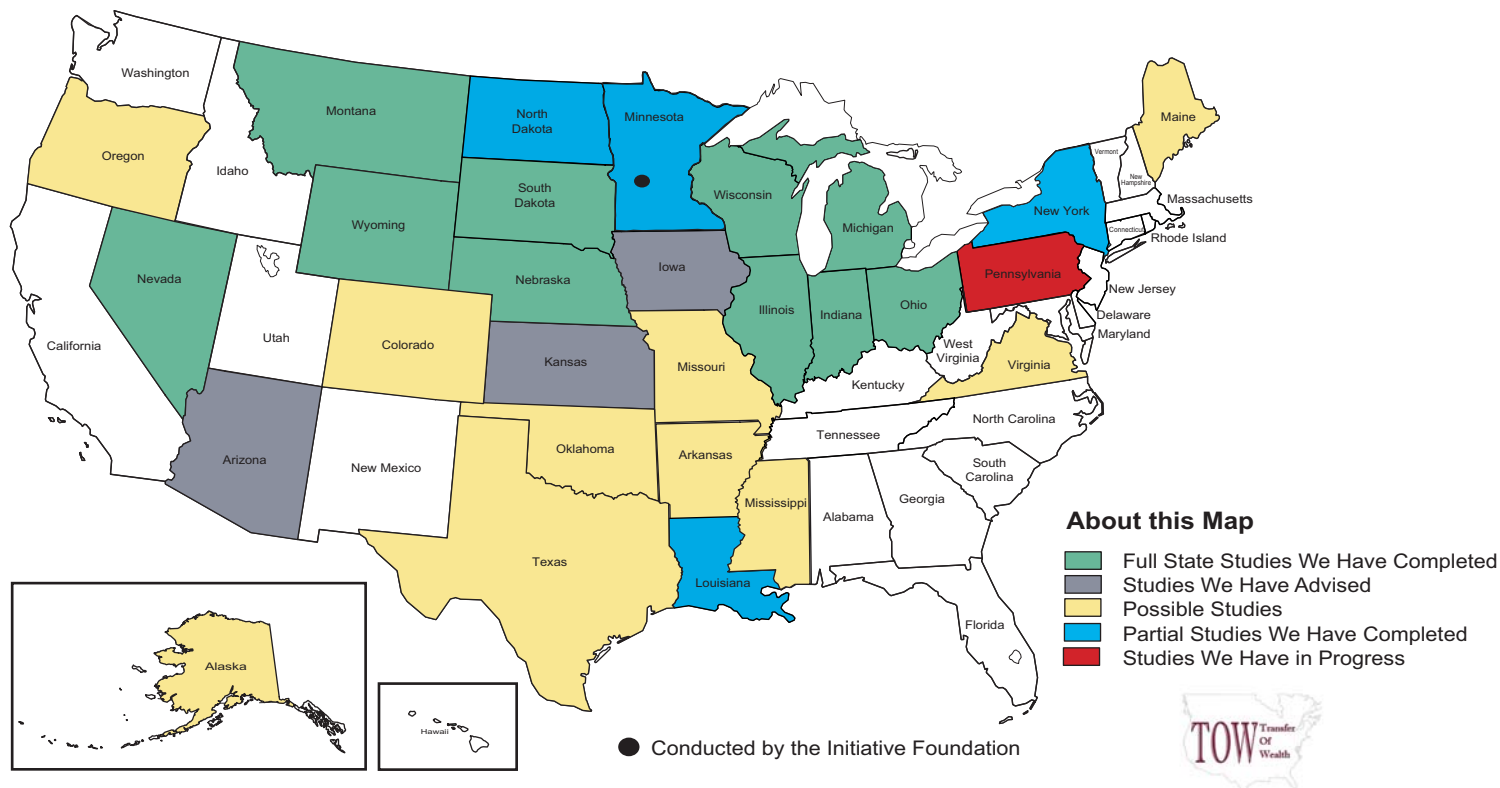 Washington
Montana
North
Dakota
Minnesota
Maine
Oregon
Idaho
Vermont
New
Hampshire
South
Dakota
Wisconsin
Massachusetts
Wyoming
Michigan
New York
Connecticut
Rhode Island
Nevada
Nebraska
Iowa
Pennsylvania
New Jersey
Illinois
Indiana
Ohio
Delaware
Maryland
California
Utah
Colorado
Kansas
Missouri
West
Virginia
Virginia
Kentucky
North Carolina
Tennessee
Arizona
New Mexico
Oklahoma
Arkansas
South
Carolina
Mississippi
Alabama
Georgia
Texas
Louisiana
Florida
Alaska
Hawaii
About this Map
Full State Studies We Have Completed
Studies We Have Advised
Possible Studies
Partial Studies We Have Completed
Studies We Have in Progress
Conducted by the Initiative Foundation
TOW
Transfer
Of
Wealth